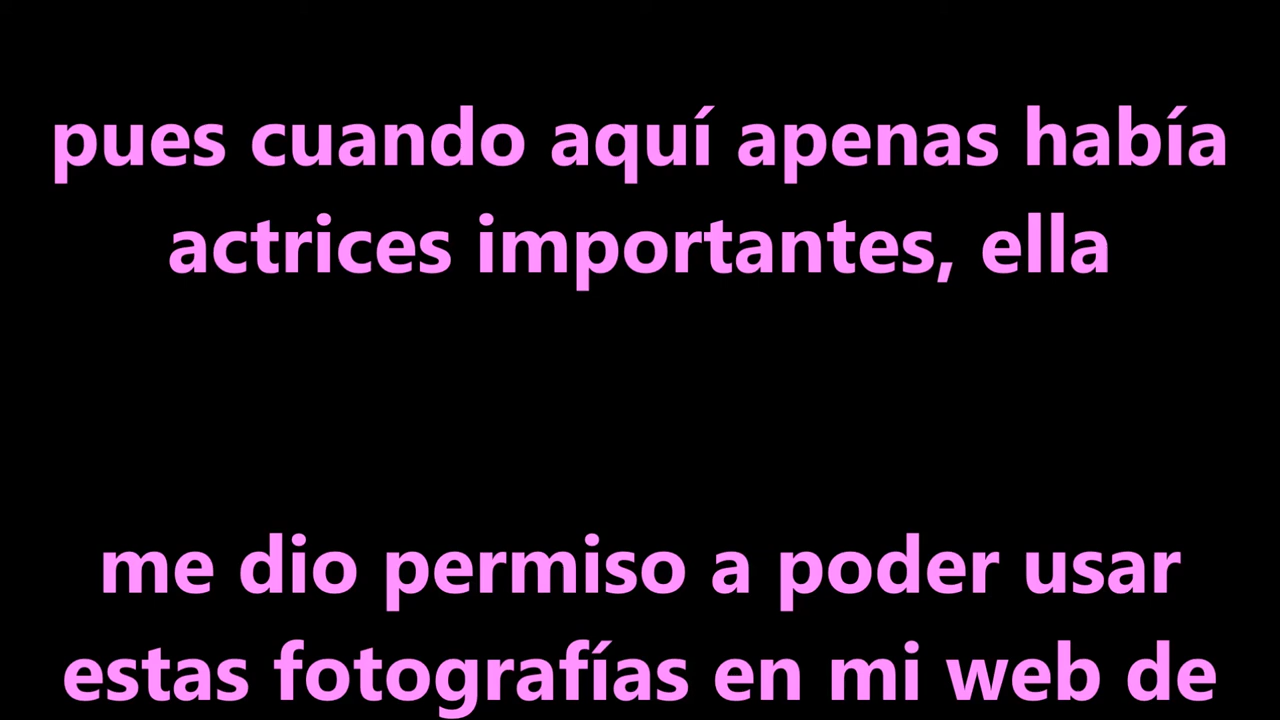 pues cuando aquí apenas había
actrices importantes, ella
me dio permiso a poder usar
estas fotografías en mi web de